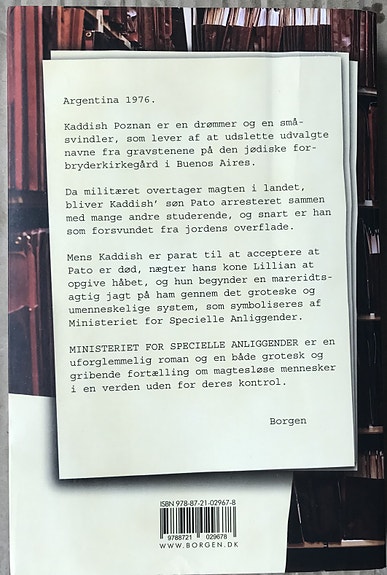 Argentina 1976.
Kaddish Poznan er en drømmer og en små-
svindler, som lever af at udslette udvalgte
navne fra gravstenene på den jødiske for-
bryderkirkegård i Buenos Aires.
Da militæret overtager magten i landet,
bliver Kaddish' søn Pato arresteret sammen
med mange andre studerende, og snart er han
som forsvundet fra jordens overflade.
Mens Kaddish er parat til at acceptere at
Pato er død, nægter hans kone Lillian at
opgive håbet, og hun begynder en mareridts-
agtig jagt på ham gennem det groteske og
umenneskelige system, som symboliseres af
Ministeriet for Specielle Anliggender.
MINISTERIET FOR SPECIELLE ANLIGGENDER er en
uforglemmelig roman og en både grotesk og
gribende fortælling om magtesløse mennesker
i en verden uden for deres kontrol.
Borgen
ISBN 978-87-21-02967-8
9788721 029678
WWW.BORGEN.DK